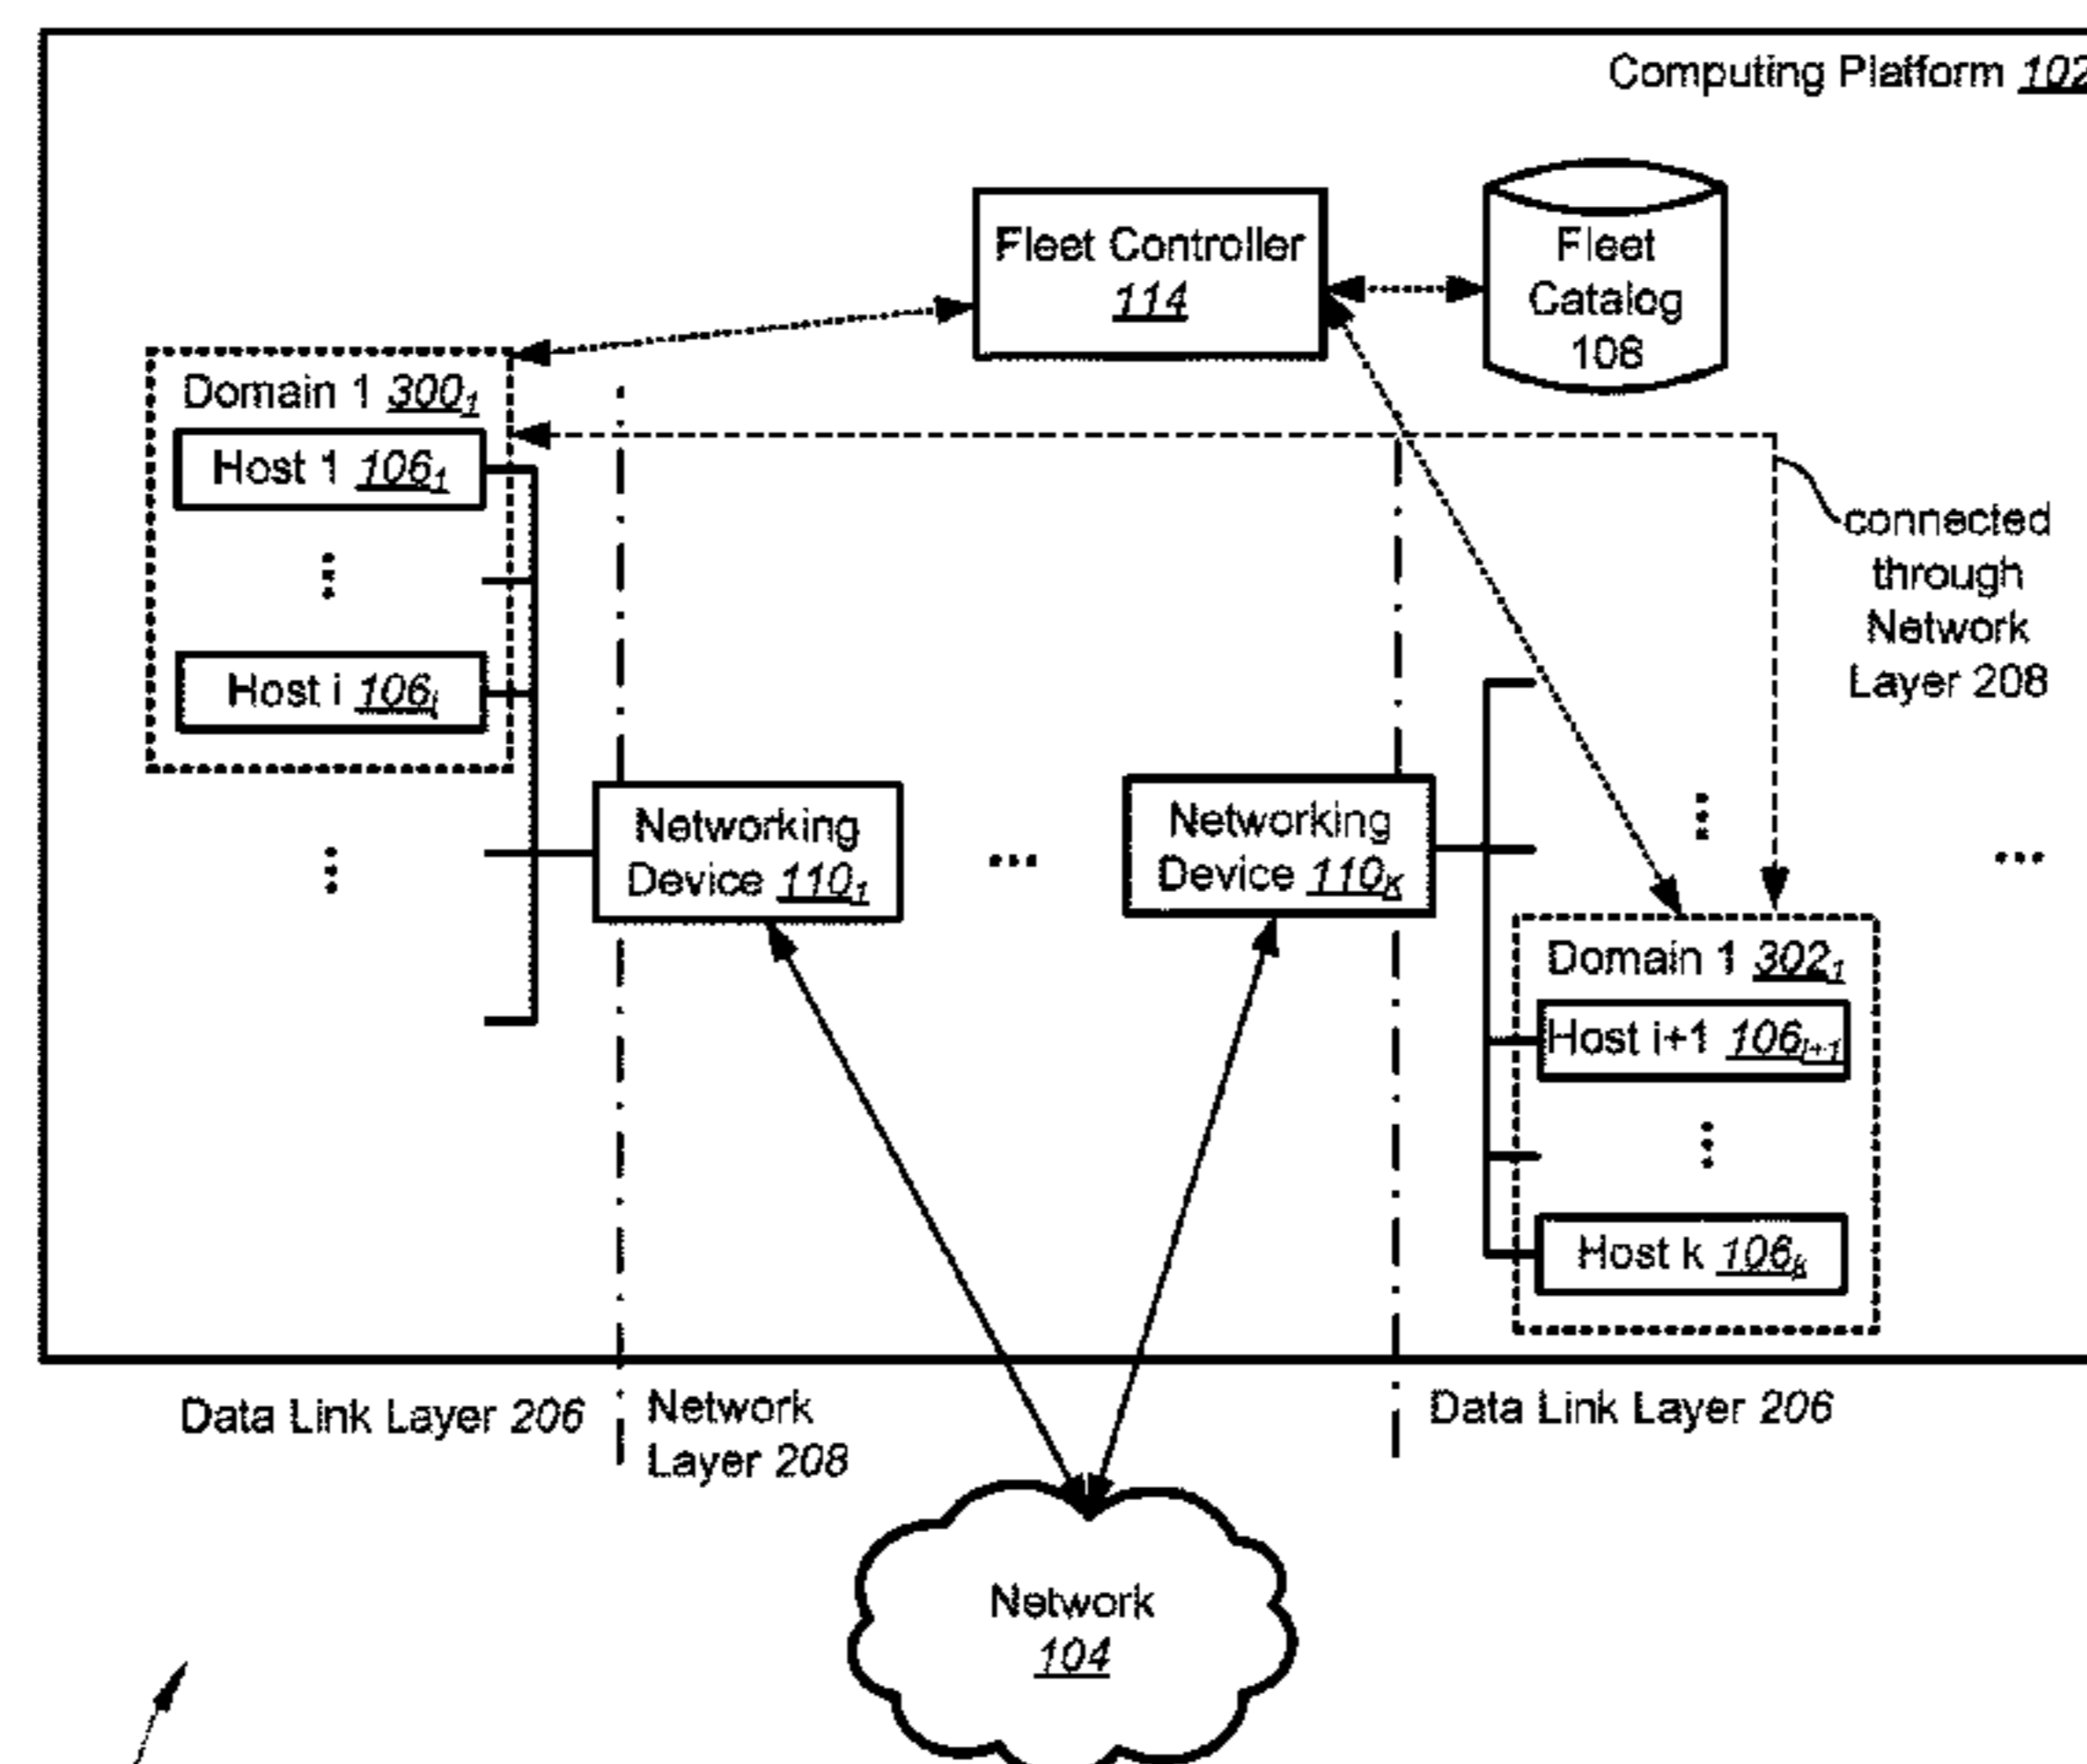 Computing Platform 102
Fleet Controller
114
Fleet
Catalog
108
Domain 1 300₁
Host 1 106₁
Host i 106ᵢ
connected
through
Network
Layer 208
Networking
Device 110₁
Networking
Device 110ₖ
Domain 1 302₁
Host i+1 106ᵢ₊₁
Host k 106ₖ
Data Link Layer 206
Network
Layer 208
Data Link Layer 206
Network
104